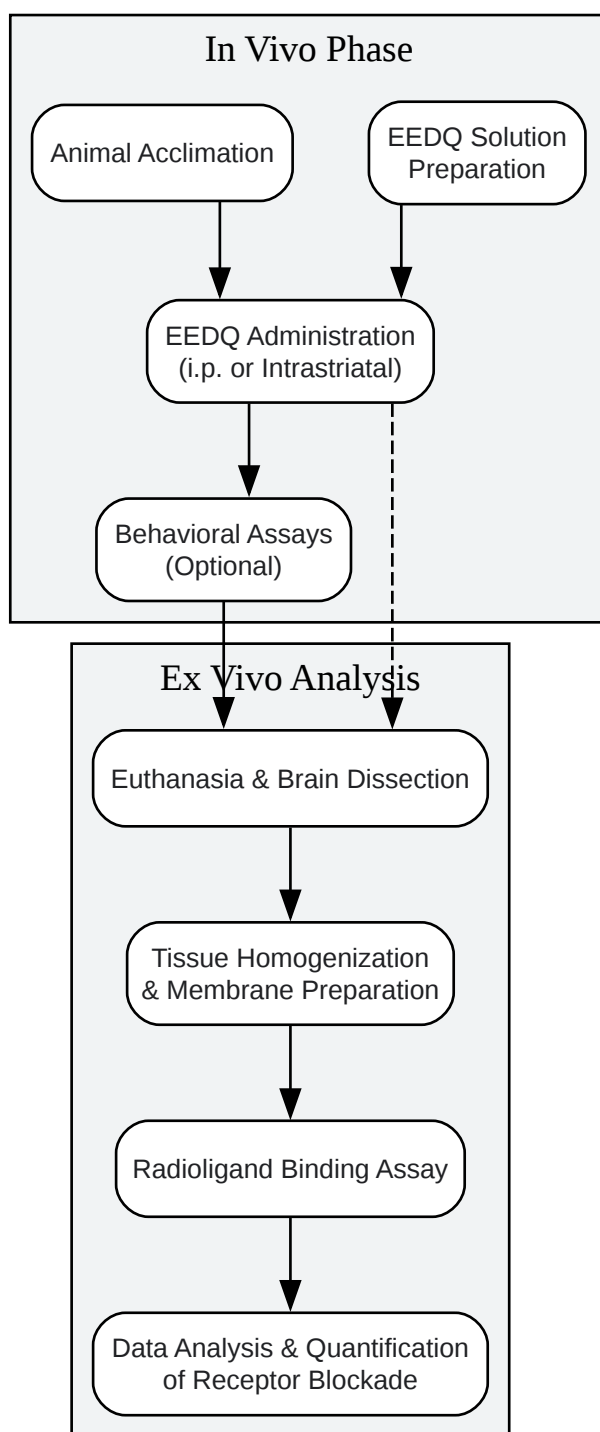 In Vivo Phase
Animal Acclimation
EEDQ Solution
Preparation
EEDQ Administration
(i.p. or Intrastriatal)
Behavioral Assays
(Optional)
Ex Vivo Analysis
Euthanasia & Brain Dissection
Tissue Homogenization
& Membrane Preparation
Radioligand Binding Assay
Data Analysis & Quantification
of Receptor Blockade